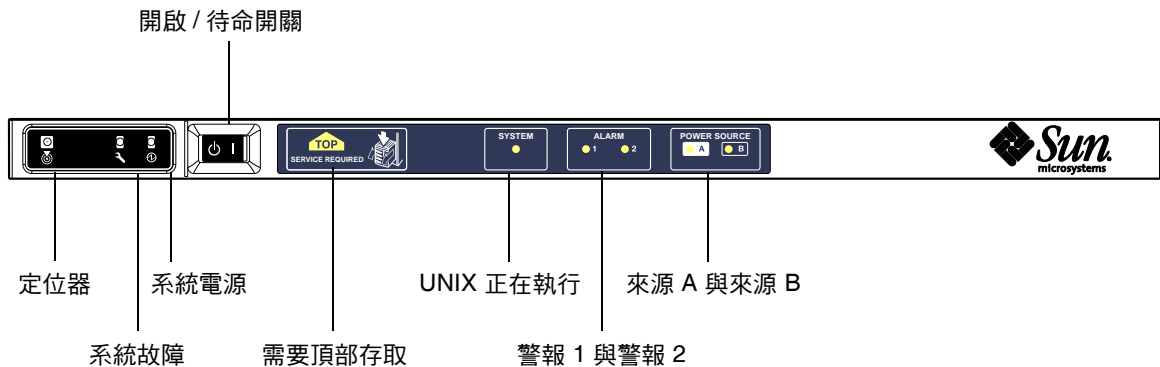 開啟 / 待命開關
TOP
SERVICE REQUIRED
SYSTEM
ALARM
1
2
POWER SOURCE
A
B
Sun.
microsystems
定位器
系統電源
UNIX 正在執行
來源 A 與來源 B
系統故障
需要頂部存取
警報 1 與警報 2